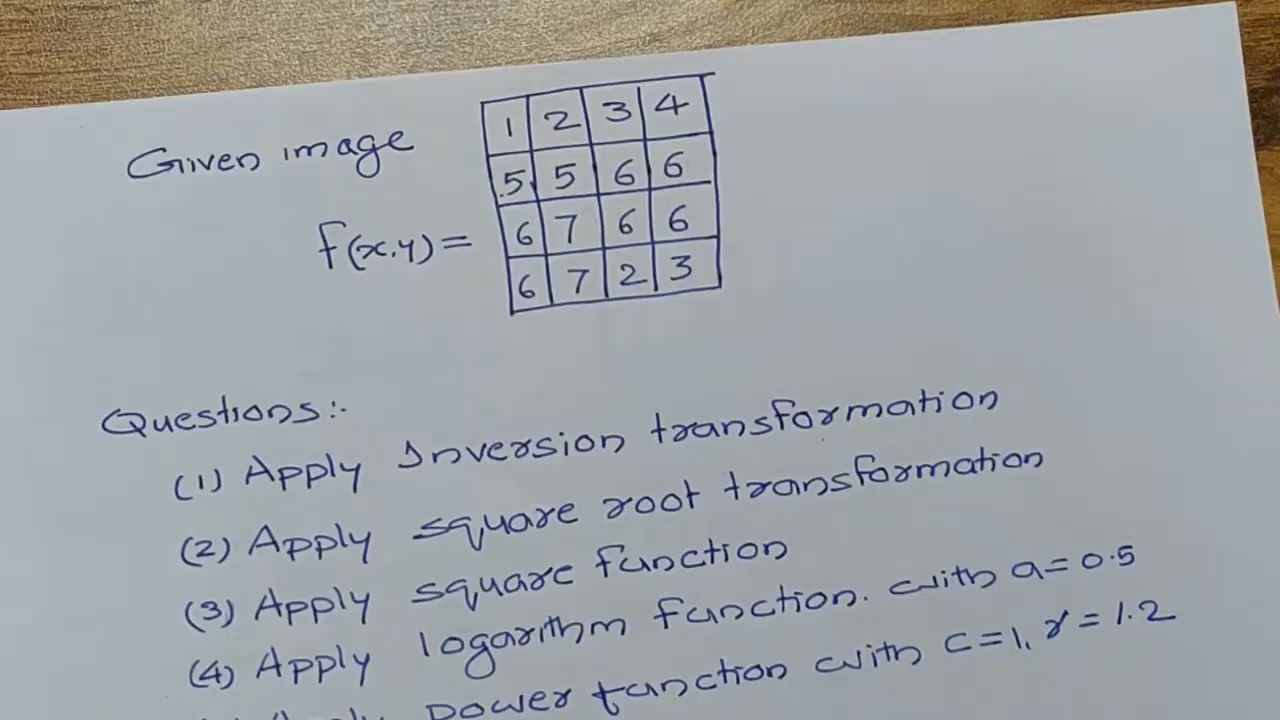 Given image
1 2 3 4
5 5 6 6
f(x,y)=
6 7 6 6
6 7 2 3
Questions:-
(1) Apply Inversion transformation
(2) Apply square root transformation
(3) Apply square function
(4) Apply logarithm function. with a=0.5
power function with c=1, r=1.2